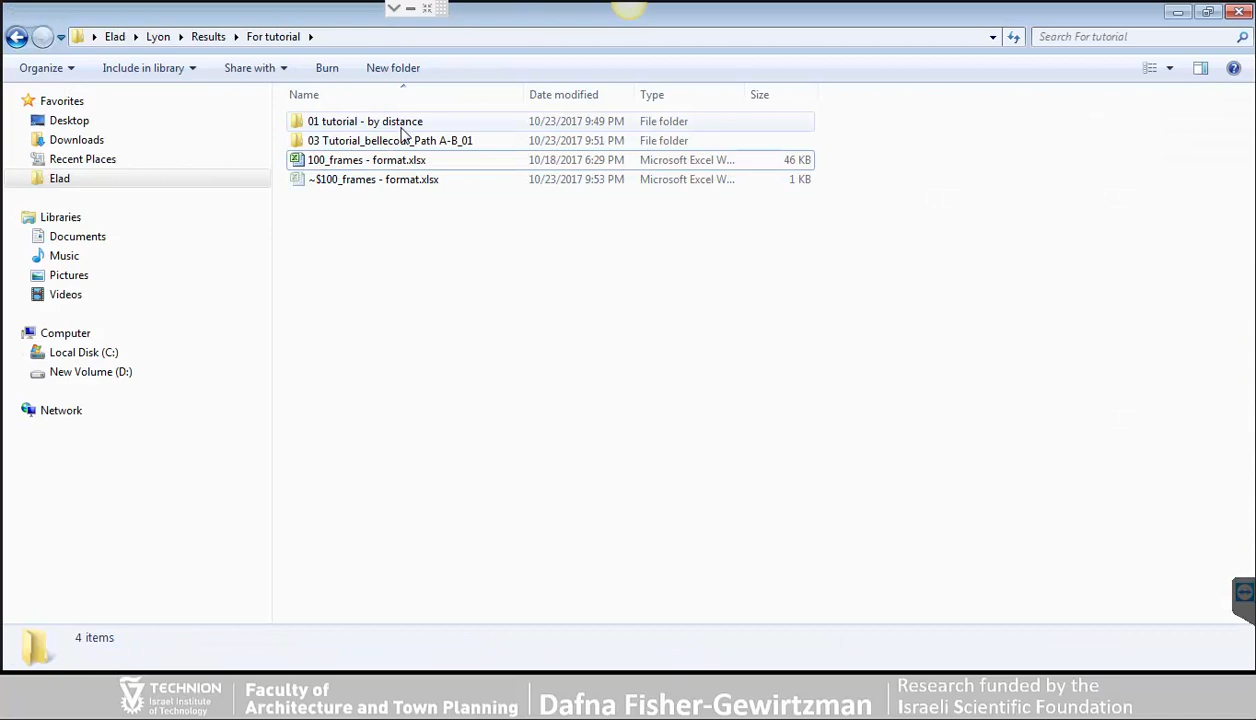 Elad Lyon Results For tutorial
Search For tutorial
Organize Include in library Share with Burn New folder
Favorites
Desktop
Downloads
Recent Places
Elad
Libraries
Documents
Music
Pictures
Videos
Computer
Local Disk (C:)
New Volume (D:)
Network
Name Date modified Type Size
01 tutorial - by distance 10/23/2017 9:49 PM File folder
03 Tutorial_bellecour_Path A-B_01 10/23/2017 9:51 PM File folder
100_frames - format.xlsx 10/18/2017 6:29 PM Microsoft Excel W... 46 KB
~$100_frames - format.xlsx 10/23/2017 9:53 PM Microsoft Excel W... 1 KB
4 items
TECHNION
Israel Institute
of Technology
Faculty of
Architecture and Town Planning
Dafna Fisher-Gewirtzman
Research funded by the
Israeli Scientific Foundation